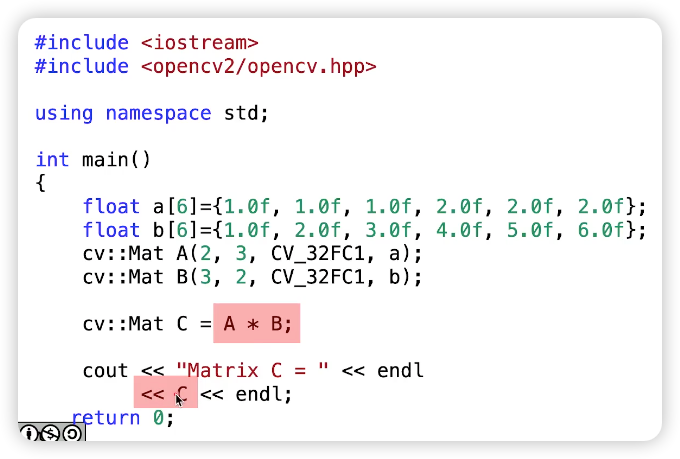 #include <iostream>
#include <opencv2/opencv.hpp>
using namespace std;
int main()
{
float a[6]={1.0f, 1.0f, 1.0f, 2.0f, 2.0f, 2.0f};
float b[6]={1.0f, 2.0f, 3.0f, 4.0f, 5.0f, 6.0f};
cv::Mat A(2, 3, CV_32FC1, a);
cv::Mat B(3, 2, CV_32FC1, b);
cv::Mat C = A * B;
cout << "Matrix C = " << endl
<< C << endl;
return 0;